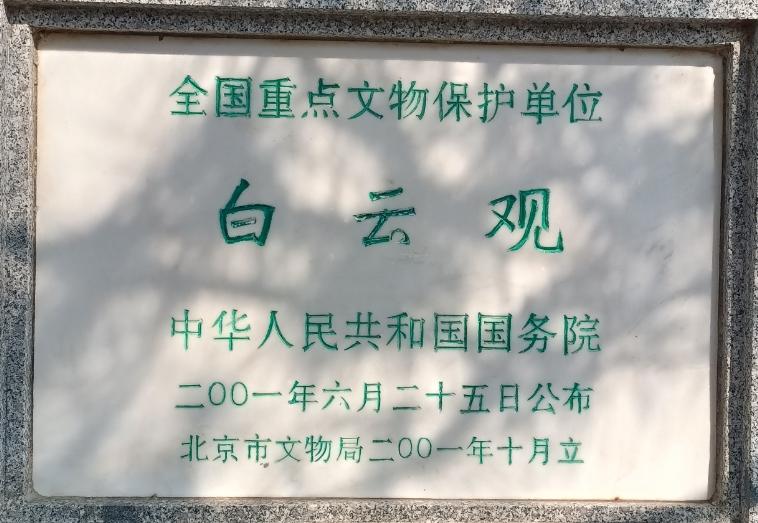 全国重点文物保护单位
白云观
中华人民共和国国务院
二〇〇一年六月二十五日公布
北京市文物局二〇〇一年十月立